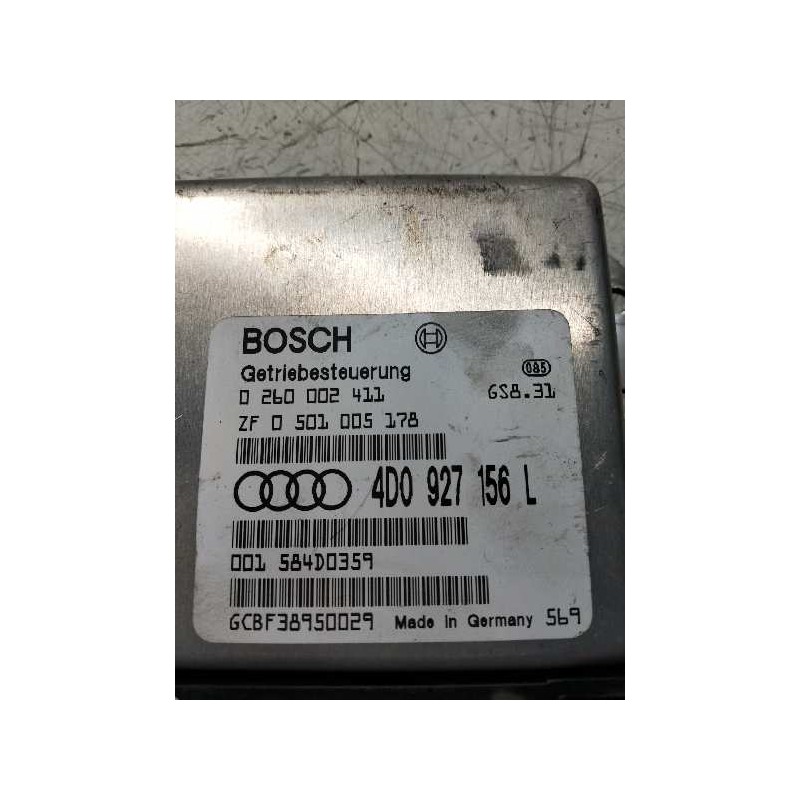 BOSCH
Getriebesteuerung
085
0 260 002 411
GS8.31
ZF 0 501 005 178
4D0 927 156 L
001 584D0359
GCBF38950029 Made in Germany 569